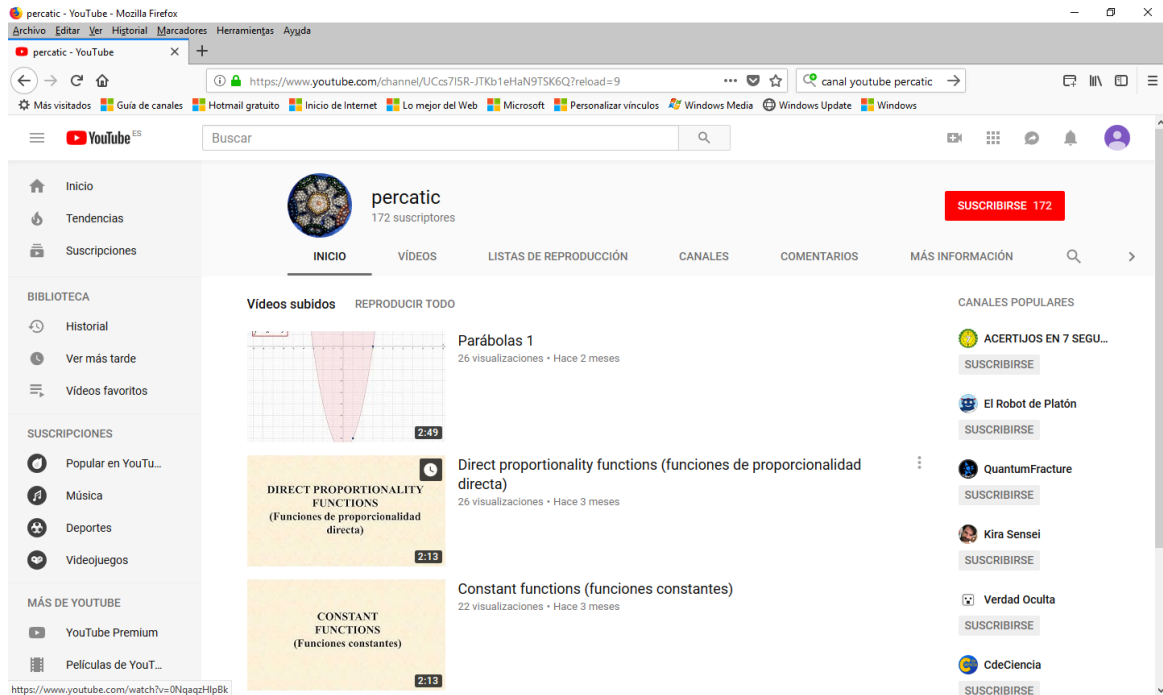 percatic - YouTube - Mozilla Firefox
Archivo Editar Ver Historial Marcadores Herramientas Ayuda
percatic - YouTube
https://www.youtube.com/channel/UCcs7I5R-JTKb1eHaN9TSK6Q?reload=9
canal youtube percatic
Más visitados Guía de canales Hotmail gratuito Inicio de Internet Lo mejor del Web Microsoft Personalizar vínculos Windows Media Windows Update Windows
YouTube ES
Buscar
Inicio
Tendencias
Suscripciones
BIBLIOTECA
Historial
Ver más tarde
Vídeos favoritos
SUSCRIPCIONES
Popular en YouTu...
Música
Deportes
Videojuegos
MÁS DE YOUTUBE
YouTube Premium
Películas de YouT...
https://www.youtube.com/watch?v=0NqaqzHlpBk
percatic
172 suscriptores
SUSCRIBIRSE 172
INICIO VÍDEOS LISTAS DE REPRODUCCIÓN CANALES COMENTARIOS MÁS INFORMACIÓN
Vídeos subidos REPRODUCIR TODO
2:49
Parábolas 1
26 visualizaciones • Hace 2 meses
DIRECT PROPORTIONALITY
FUNCTIONS
(Funciones de proporcionalidad
directa)
2:13
Direct proportionality functions (funciones de proporcionalidad
directa)
26 visualizaciones • Hace 3 meses
CONSTANT
FUNCTIONS
(Funciones constantes)
2:13
Constant functions (funciones constantes)
22 visualizaciones • Hace 3 meses
CANALES POPULARES
ACERTIJOS EN 7 SEGU...
SUSCRIBIRSE
El Robot de Platón
SUSCRIBIRSE
QuantumFracture
SUSCRIBIRSE
Kira Sensei
SUSCRIBIRSE
Verdad Oculta
SUSCRIBIRSE
CdeCiencia
SUSCRIBIRSE